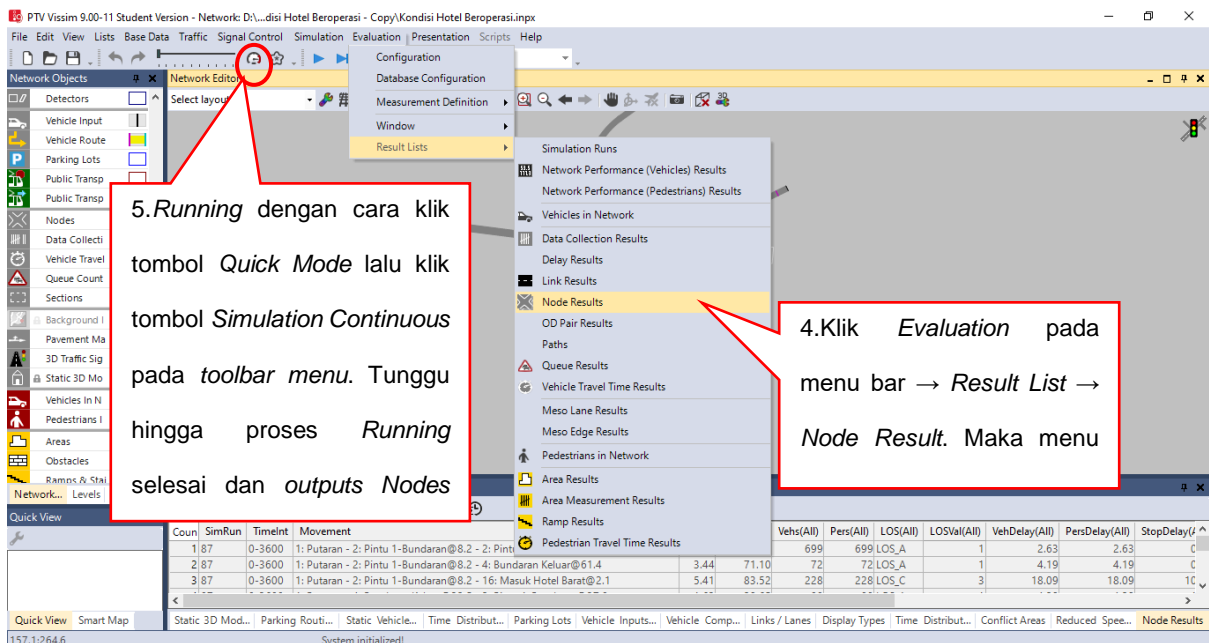 PTV Vissim 9.00-11 Student Version - Network: D:\...disi Hotel Beroperasi - Copy\Kondisi Hotel Beroperasi.inpx
File Edit View Lists Base Data Traffic Signal Control Simulation Evaluation Presentation Scripts Help
Network Objects
Network Editor
Select layout
Detectors
Vehicle Input
Vehicle Route
Parking Lots
Public Transp
Public Transp
Nodes
Data Collecti
Vehicle Travel
Queue Count
Sections
Background I
Pavement Ma
3D Traffic Sig
Static 3D Mo
Vehicles In N
Pedestrians I
Areas
Obstacles
Ramps & Stai
Network... Levels
Configuration
Database Configuration
Measurement Definition
Window
Result Lists
Simulation Runs
Network Performance (Vehicles) Results
Network Performance (Pedestrians) Results
Vehicles in Network
Data Collection Results
Delay Results
Link Results
Node Results
OD Pair Results
Paths
Queue Results
Vehicle Travel Time Results
Meso Lane Results
Meso Edge Results
Pedestrians in Network
Area Results
Area Measurement Results
Ramp Results
Pedestrian Travel Time Results
5.Running dengan cara klik
tombol Quick Mode lalu klik
tombol Simulation Continuous
pada toolbar menu. Tunggu
hingga proses Running
selesai dan outputs Nodes
4.Klik Evaluation pada
menu bar → Result List →
Node Result. Maka menu
Quick View
Coun SimRun TimeInt Movement Vehs(All) Pers(All) LOS(All) LOSVal(All) VehDelay(All) PersDelay(All) StopDelay(A
1 87 0-3600 1: Putaran - 2: Pintu 1-Bundaran@8.2 - 2: Pint 699 699 LOS_A 1 2.63 2.63
2 87 0-3600 1: Putaran - 2: Pintu 1-Bundaran@8.2 - 4: Bundaran Keluar@61.4 3.44 71.10 72 72 LOS_A 1 4.19 4.19
3 87 0-3600 1: Putaran - 2: Pintu 1-Bundaran@8.2 - 16: Masuk Hotel Barat@2.1 5.41 83.52 228 228 LOS_C 3 18.09 18.09
Quick View Smart Map Static 3D Mod... Parking Routi... Static Vehicle... Time Distribut... Parking Lots Vehicle Inputs... Vehicle Comp... Links / Lanes Display Types Time Distribut... Conflict Areas Reduced Spee... Node Results
157.1:264.6 System initialized!